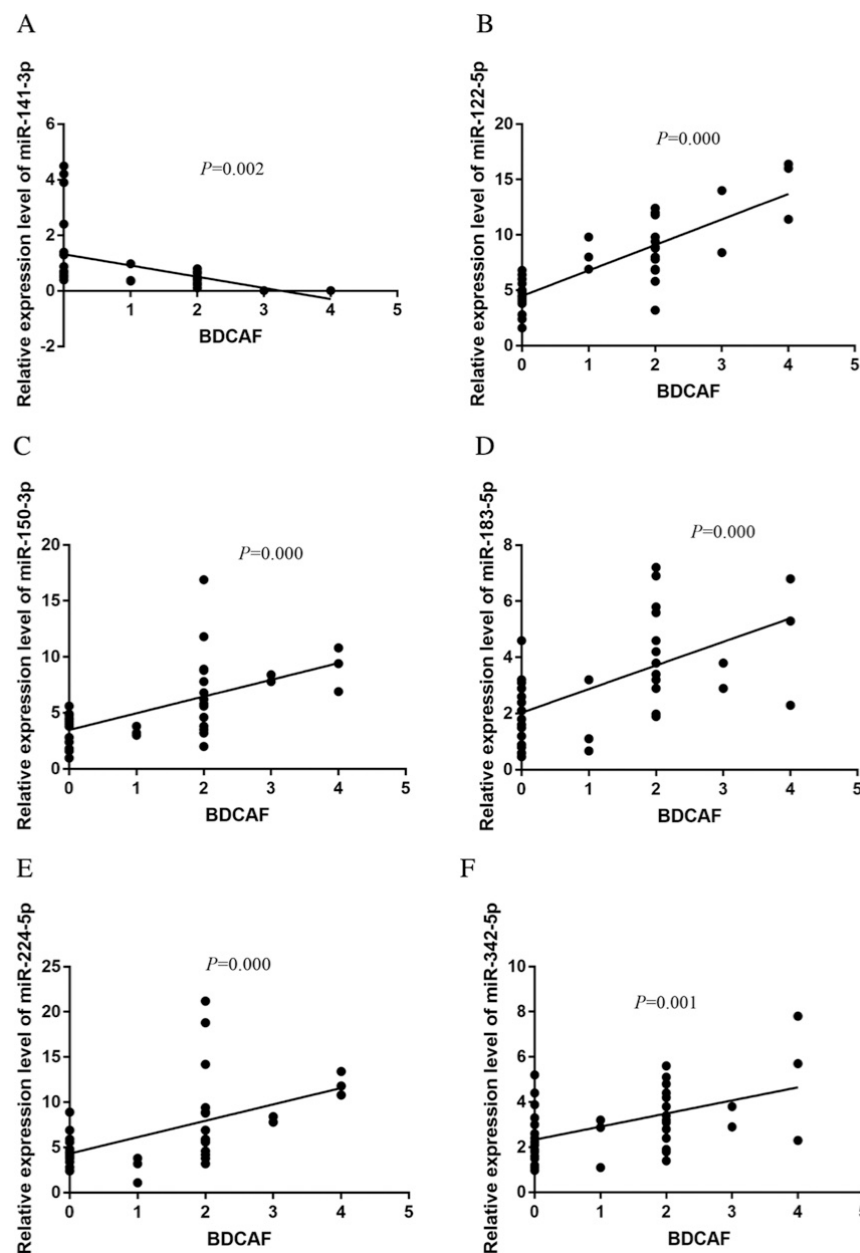 A
Relative expression level of miR-141-3p
6
4
2
0
-2
P=0.002
1 2 3 4 5
BDCAF
B
Relative expression level of miR-122-5p
20
15
10
5
0
P=0.000
0 1 2 3 4 5
BDCAF
C
Relative expression level of miR-150-3p
20
15
10
5
0
P=0.000
0 1 2 3 4 5
BDCAF
D
Relative expression level of miR-183-5p
8
6
4
2
0
P=0.000
0 1 2 3 4 5
BDCAF
E
Relative expression level of miR-224-5p
25
20
15
10
5
0
P=0.000
0 1 2 3 4 5
BDCAF
F
Relative expression level of miR-342-5p
10
8
6
4
2
0
P=0.001
0 1 2 3 4
BDCAF